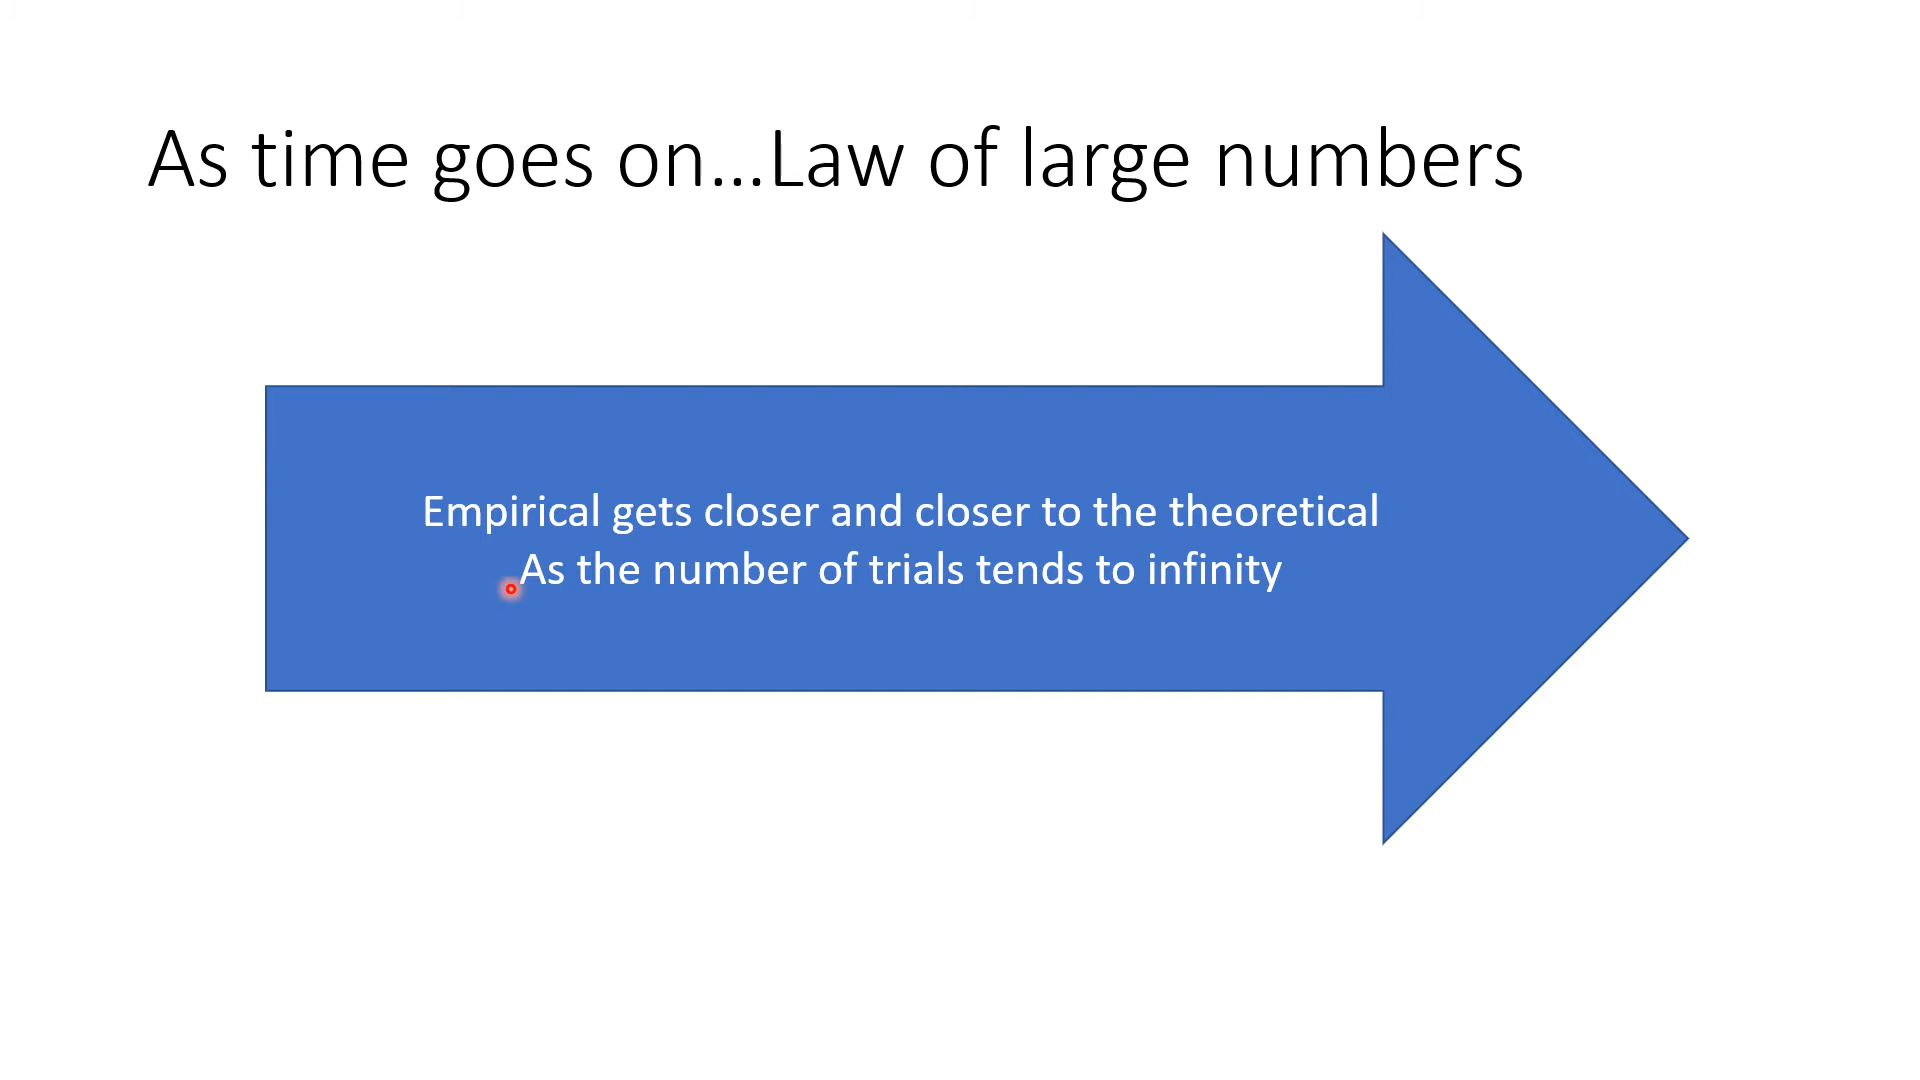 As time goes on...Law of large numbers
Empirical gets closer and closer to the theoretical
As the number of trials tends to infinity